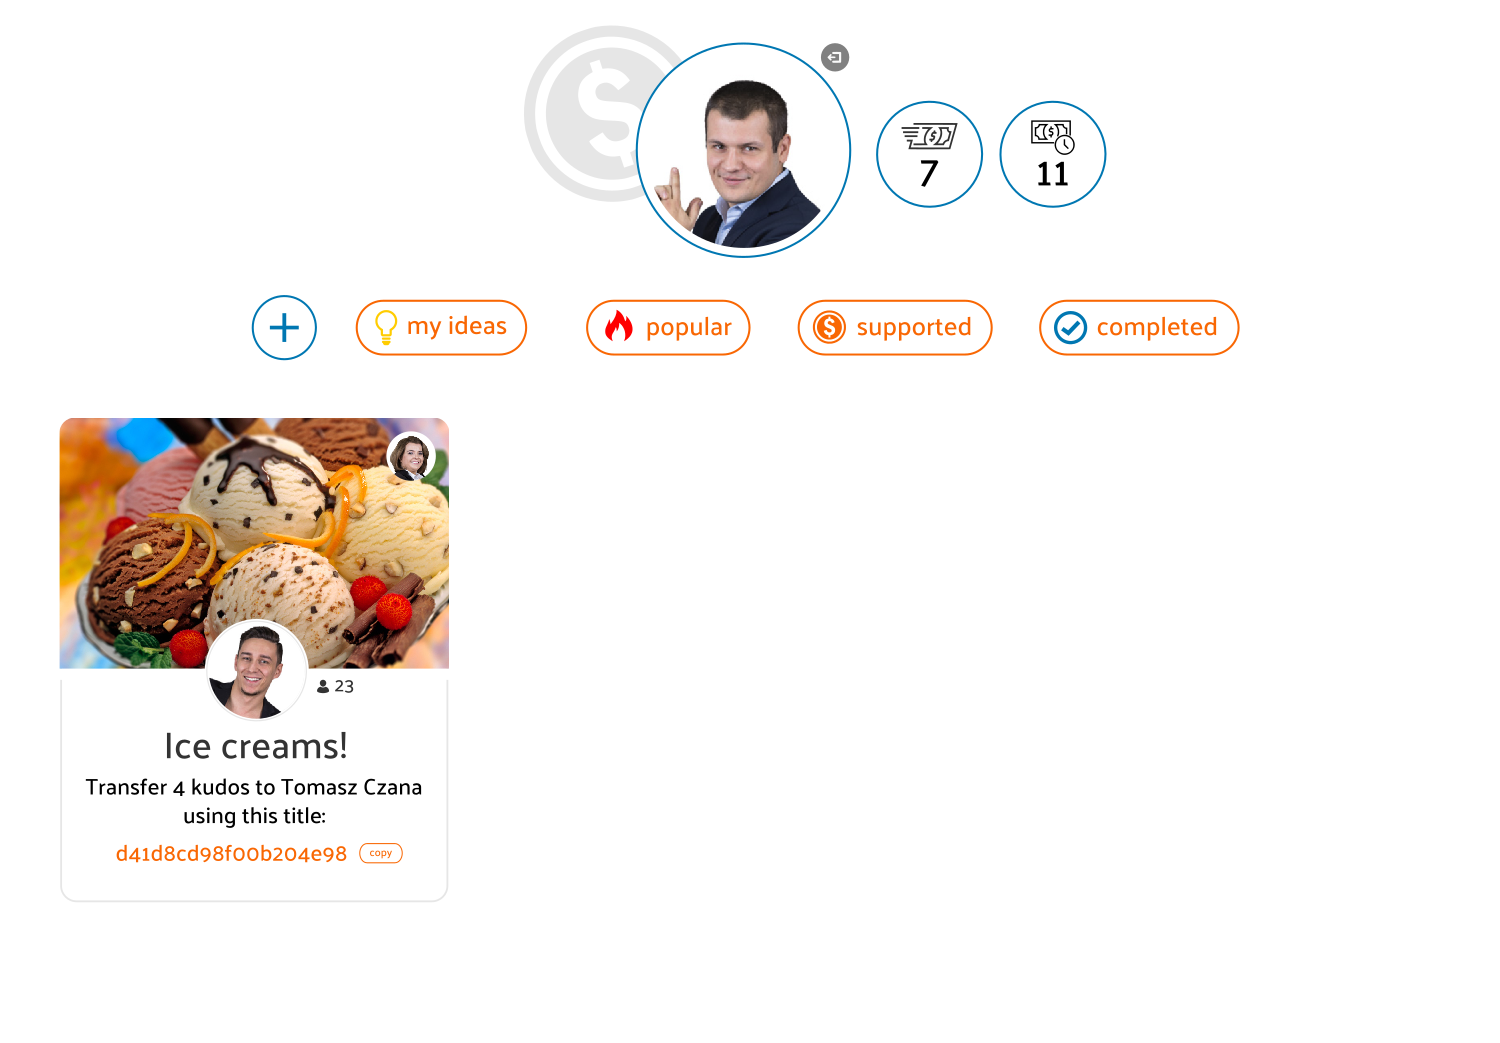 7
11
my ideas
popular
supported
completed
23
Ice creams!
Transfer 4 kudos to Tomasz Czana
using this title:
d41d8cd98f00b204e98
copy